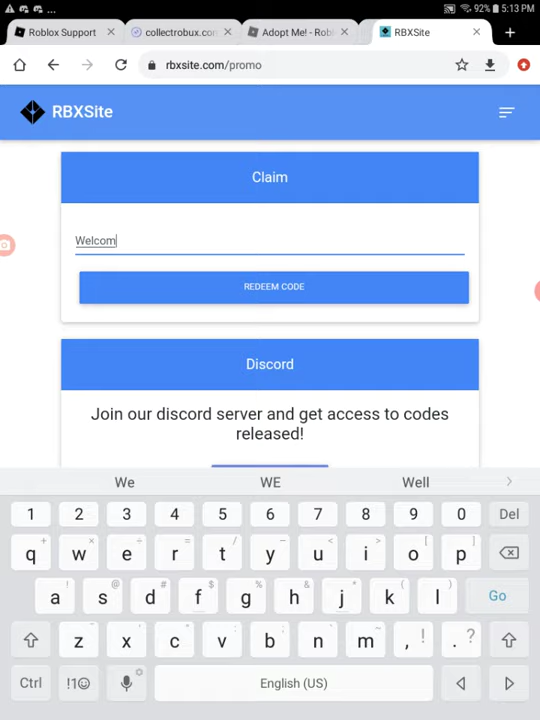 92% 5:13 PM
Roblox Support
collectrobux.con
Adopt Me! - Rob
RBXSite
rbxsite.com/promo
RBXSite
Claim
Welcom
REDEEM CODE
Discord
Join our discord server and get access to codes
released!
We WE Well
1 2 3 4 5 6 7 8 9 0 Del
+ × ÷ = / _ < > [ ]
q w e r t y u i o p
! @ # $ % ^ & * ( )
a s d f g h j k l Go
- ' " : ; ! ?
z x c v b n m , .
Ctrl !1☺ English (US)